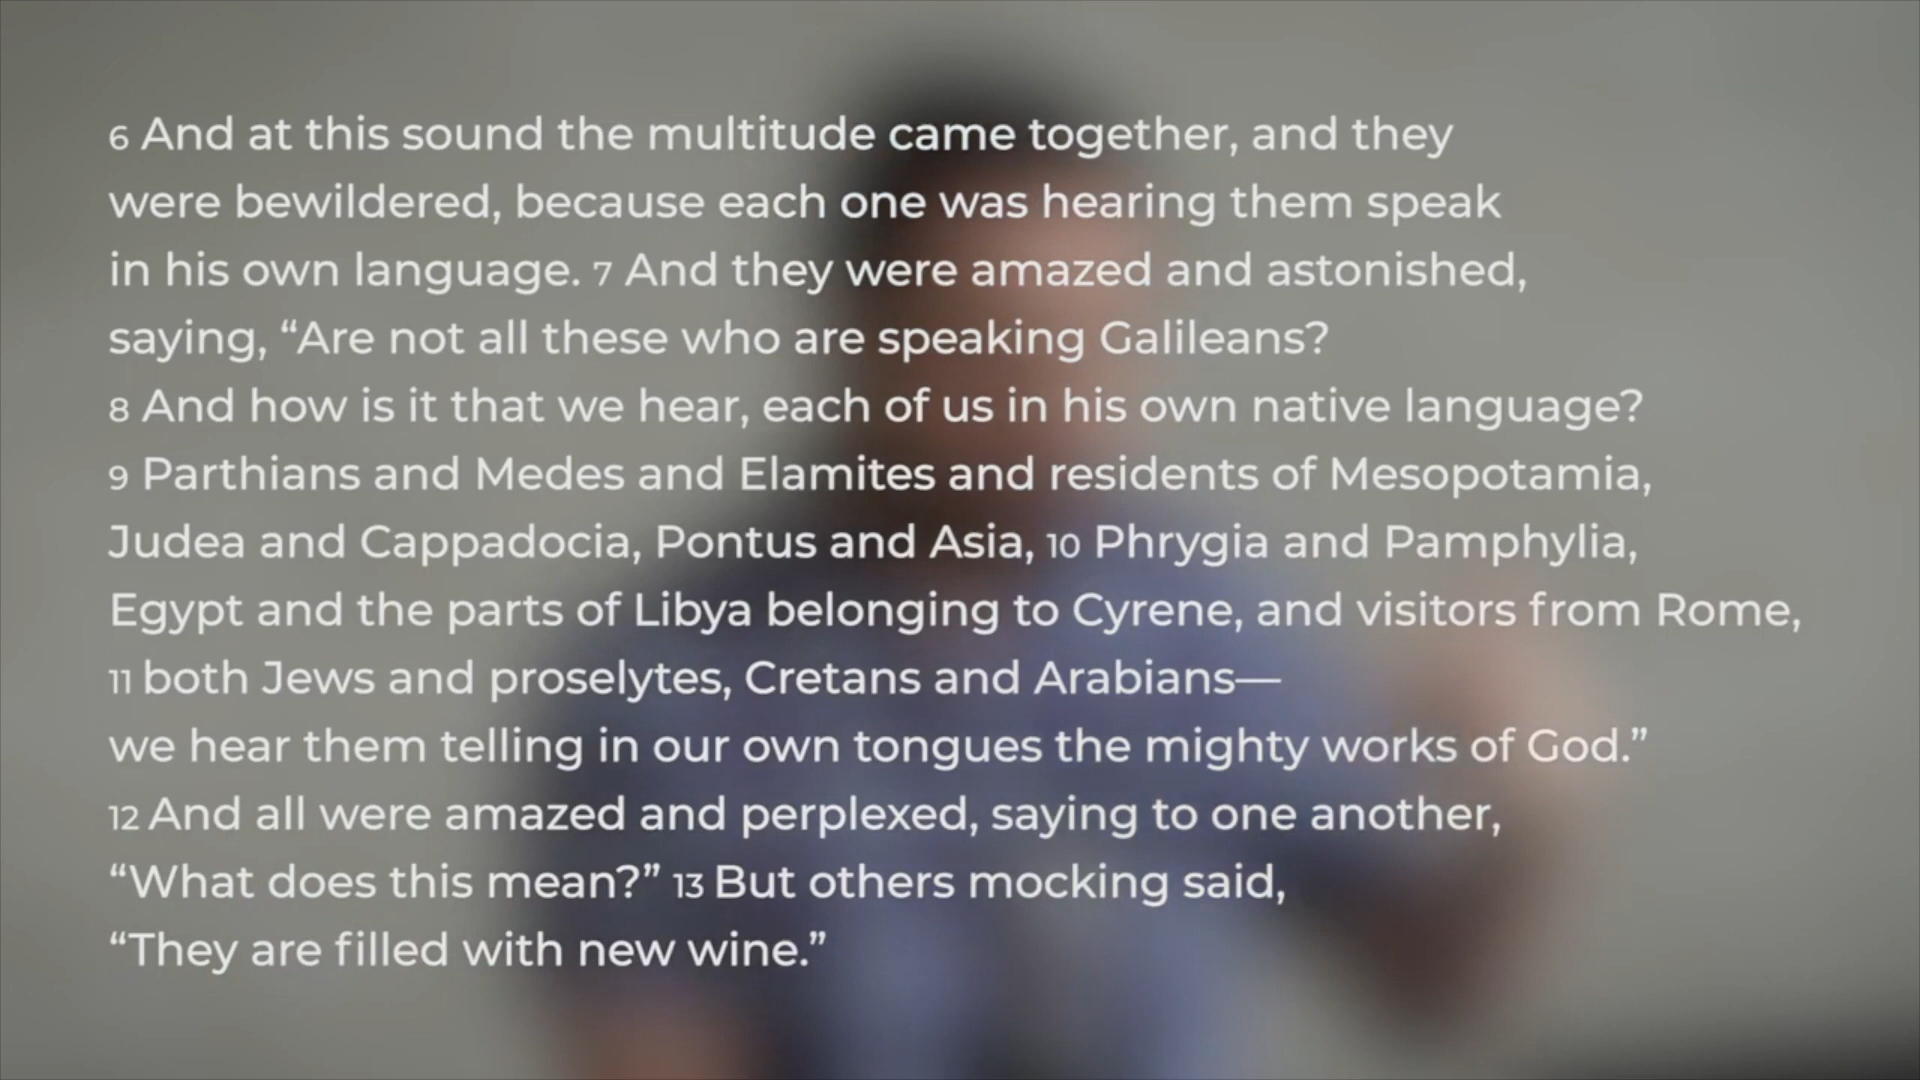 6 And at this sound the multitude came together, and they
were bewildered, because each one was hearing them speak
in his own language. 7 And they were amazed and astonished,
saying, “Are not all these who are speaking Galileans?
8 And how is it that we hear, each of us in his own native language?
9 Parthians and Medes and Elamites and residents of Mesopotamia,
Judea and Cappadocia, Pontus and Asia, 10 Phrygia and Pamphylia,
Egypt and the parts of Libya belonging to Cyrene, and visitors from Rome,
11 both Jews and proselytes, Cretans and Arabians—
we hear them telling in our own tongues the mighty works of God.”
12 And all were amazed and perplexed, saying to one another,
“What does this mean?” 13 But others mocking said,
“They are filled with new wine.”